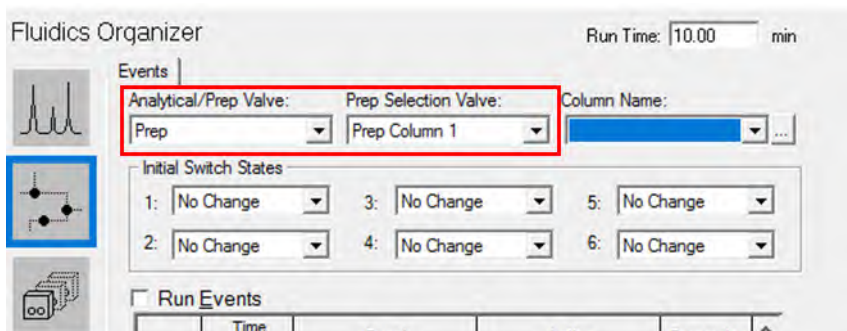 Fluidics Organizer
Run Time: 10.00 min
Events
Analytical/Prep Valve: Prep Selection Valve: Column Name:
Prep Prep Column 1 ...
Initial Switch States
1: No Change 3: No Change 5: No Change
2: No Change 4: No Change 6: No Change
Run Events
Time